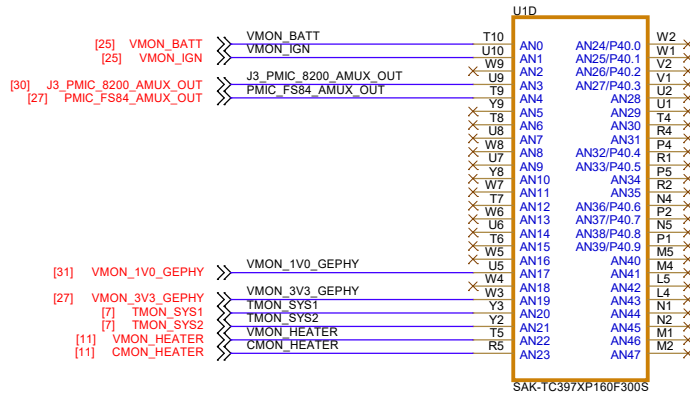 U1D
[25] VMON_BATT VMON_BATT T10 AN0 AN24/P40.0 W2
[25] VMON_IGN VMON_IGN U10 AN1 AN25/P40.1 W1
W9 AN2 AN26/P40.2 V2
[30] J3_PMIC_8200_AMUX_OUT J3_PMIC_8200_AMUX_OUT U9 AN3 AN27/P40.3 V1
[27] PMIC_FS84_AMUX_OUT PMIC_FS84_AMUX_OUT T9 AN4 AN28 U2
Y9 AN5 AN29 U1
T8 AN6 AN30 T4
U8 AN7 AN31 R4
W8 AN8 AN32/P40.4 P4
U7 AN9 AN33/P40.5 R1
Y8 AN10 AN34 P5
W7 AN11 AN35 R2
T7 AN12 AN36/P40.6 N4
W6 AN13 AN37/P40.7 P2
U6 AN14 AN38/P40.8 N5
T6 AN15 AN39/P40.9 P1
W5 AN16 AN40 M5
[31] VMON_1V0_GEPHY VMON_1V0_GEPHY U5 AN17 AN41 M4
W4 AN18 AN42 L5
[27] VMON_3V3_GEPHY VMON_3V3_GEPHY W3 AN19 AN43 L4
[7] TMON_SYS1 TMON_SYS1 Y3 AN20 AN44 N1
[7] TMON_SYS2 TMON_SYS2 Y2 AN21 AN45 N2
[11] VMON_HEATER VMON_HEATER T5 AN22 AN46 M1
[11] CMON_HEATER CMON_HEATER R5 AN23 AN47 M2
SAK-TC397XP160F300S